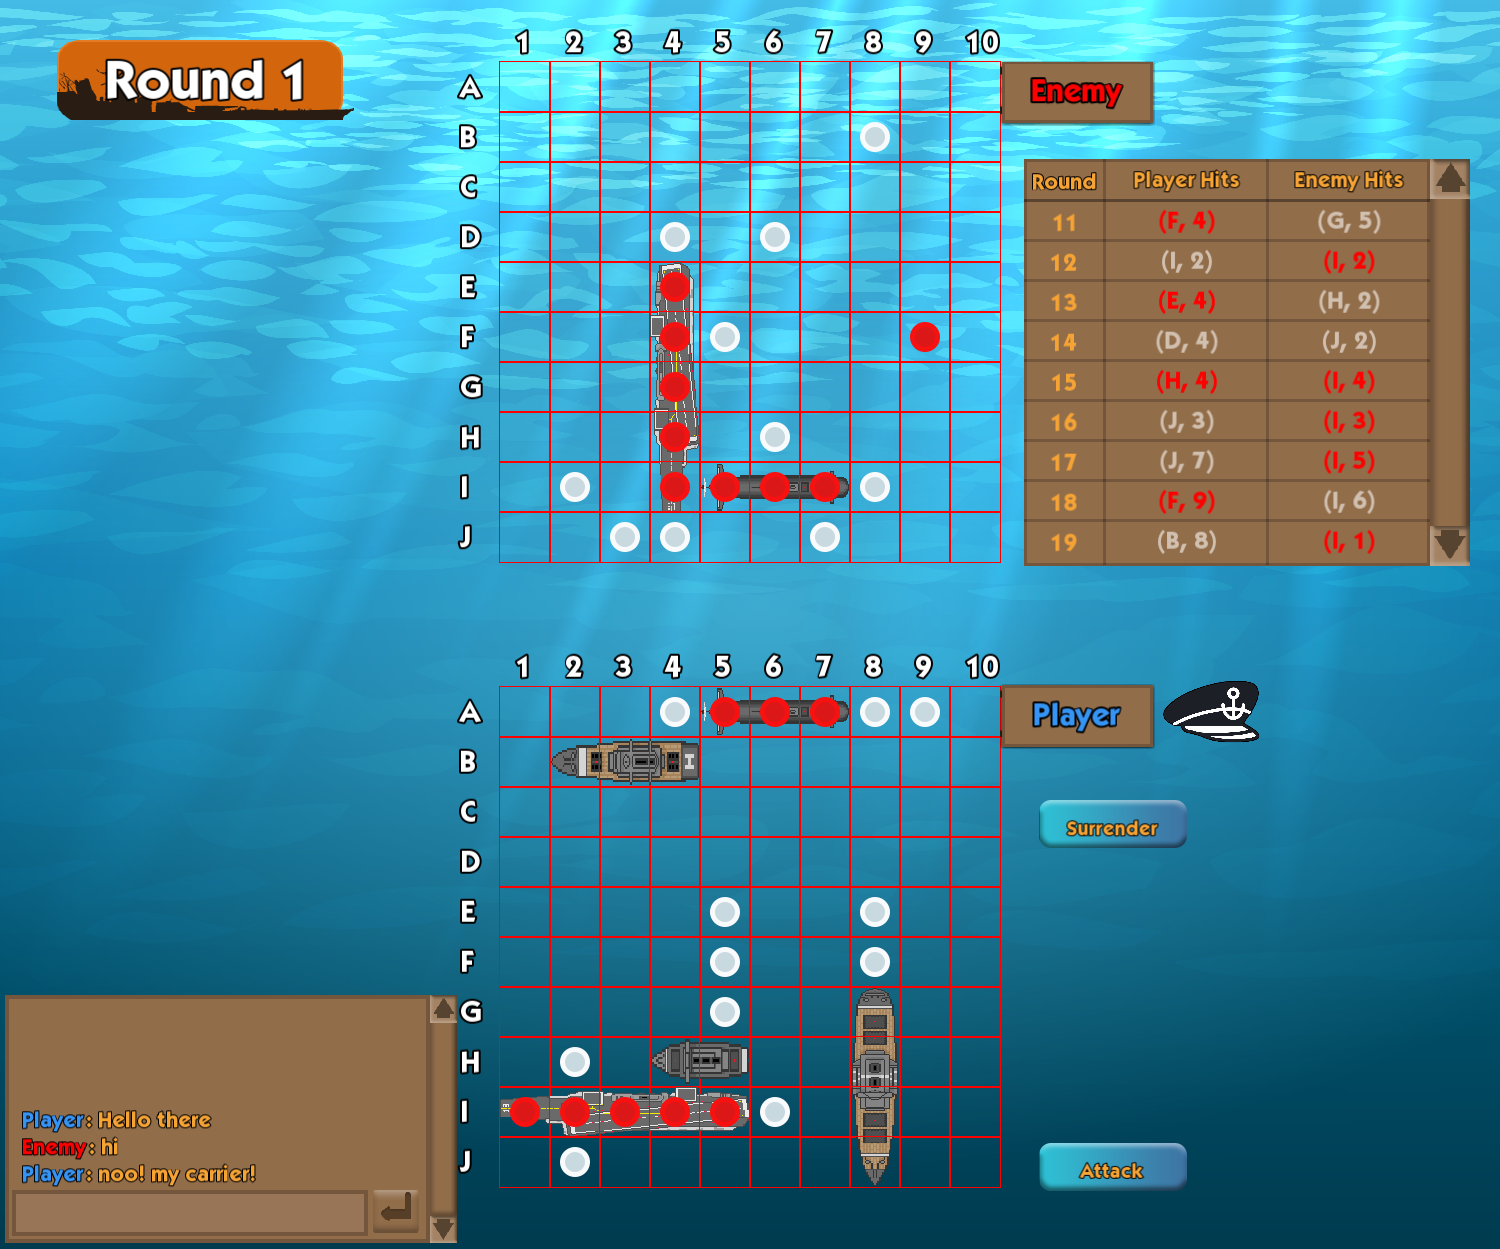 Round 1
1 2 3 4 5 6 7 8 9 10
A
B
C
D
E
F
G
H
I
J
Enemy
Round Player Hits Enemy Hits
11 (F, 4) (G, 5)
12 (I, 2) (I, 2)
13 (E, 4) (H, 2)
14 (D, 4) (J, 2)
15 (H, 4) (I, 4)
16 (J, 3) (I, 3)
17 (J, 7) (I, 5)
18 (F, 9) (I, 6)
19 (B, 8) (I, 1)
1 2 3 4 5 6 7 8 9 10
A
B
C
D
E
F
G
H
I
J
H
Player
Surrender
Attack
Player: Hello there
Enemy: hi
Player: noo! my carrier!